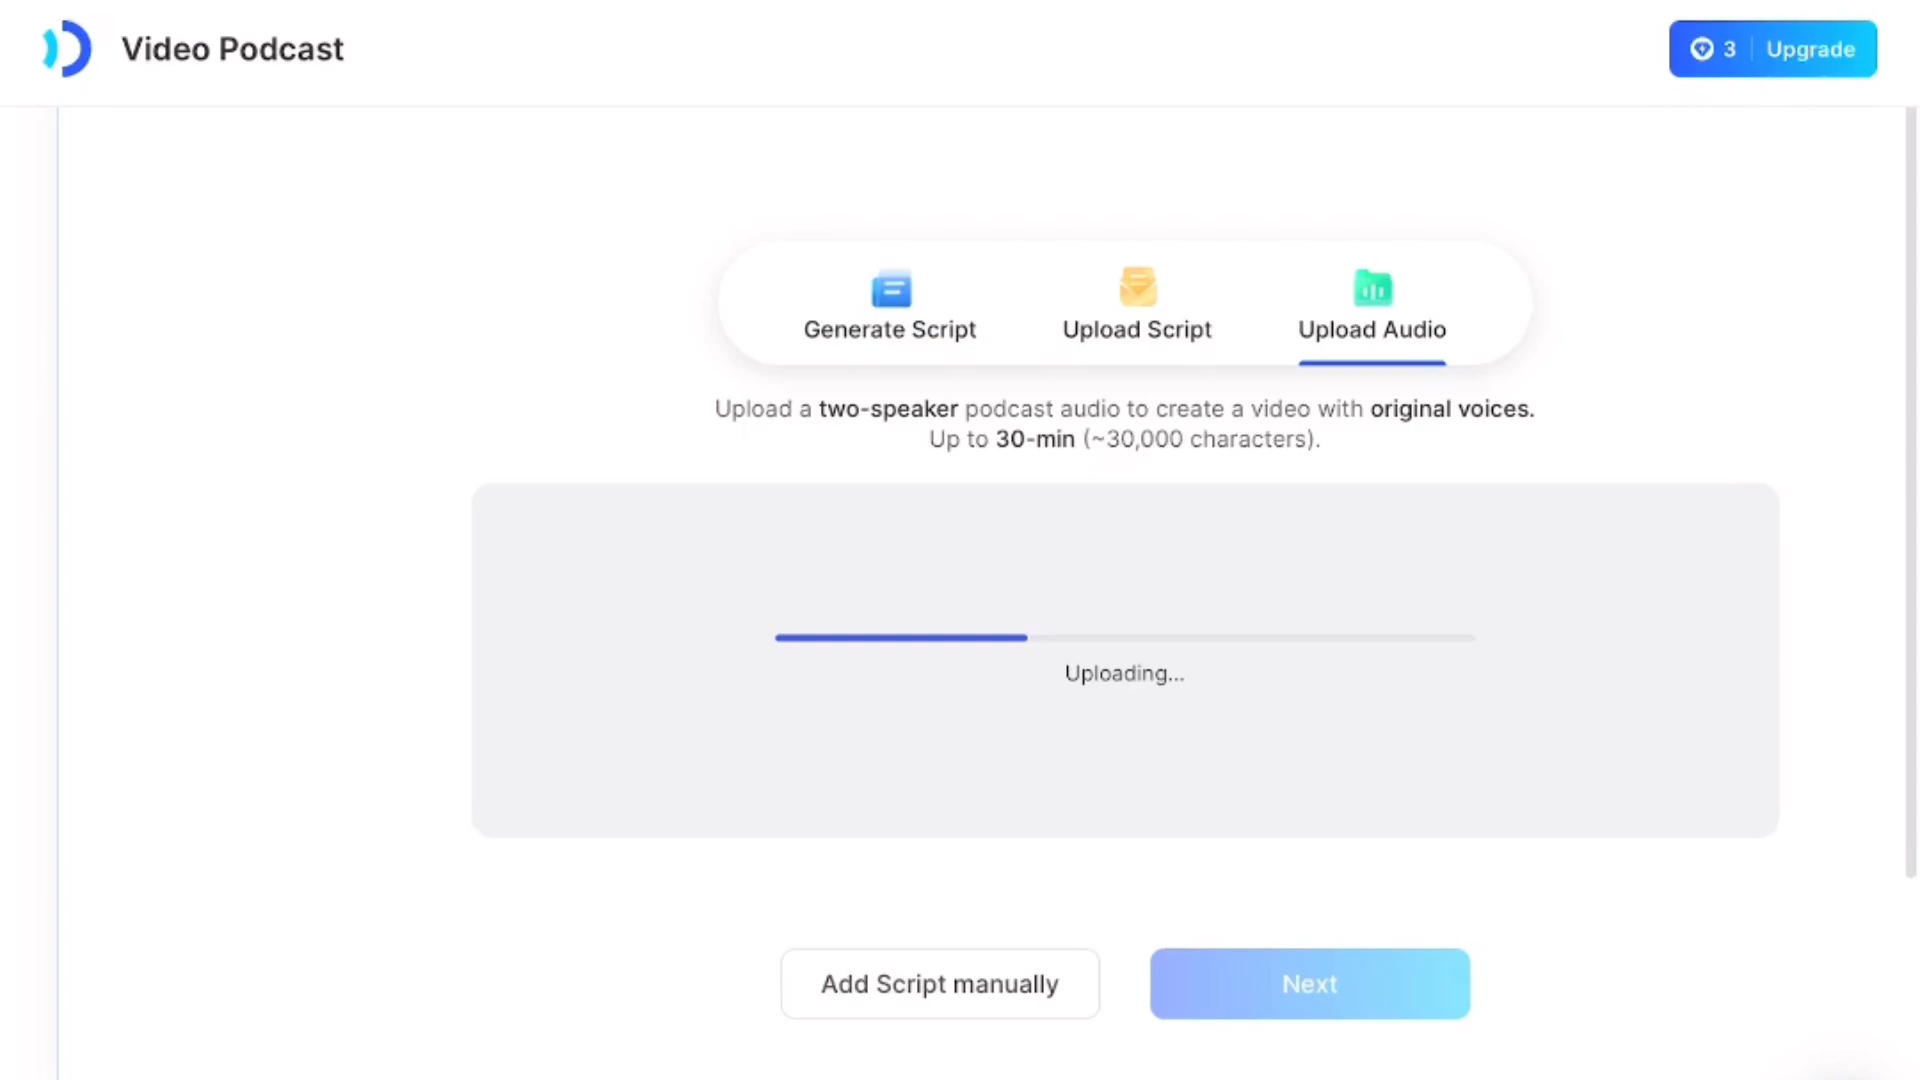 Video Podcast
3 Upgrade
Generate Script
Upload Script
Upload Audio
Upload a two-speaker podcast audio to create a video with original voices.
Up to 30-min (~30,000 characters).
Uploading...
Add Script manually
Next